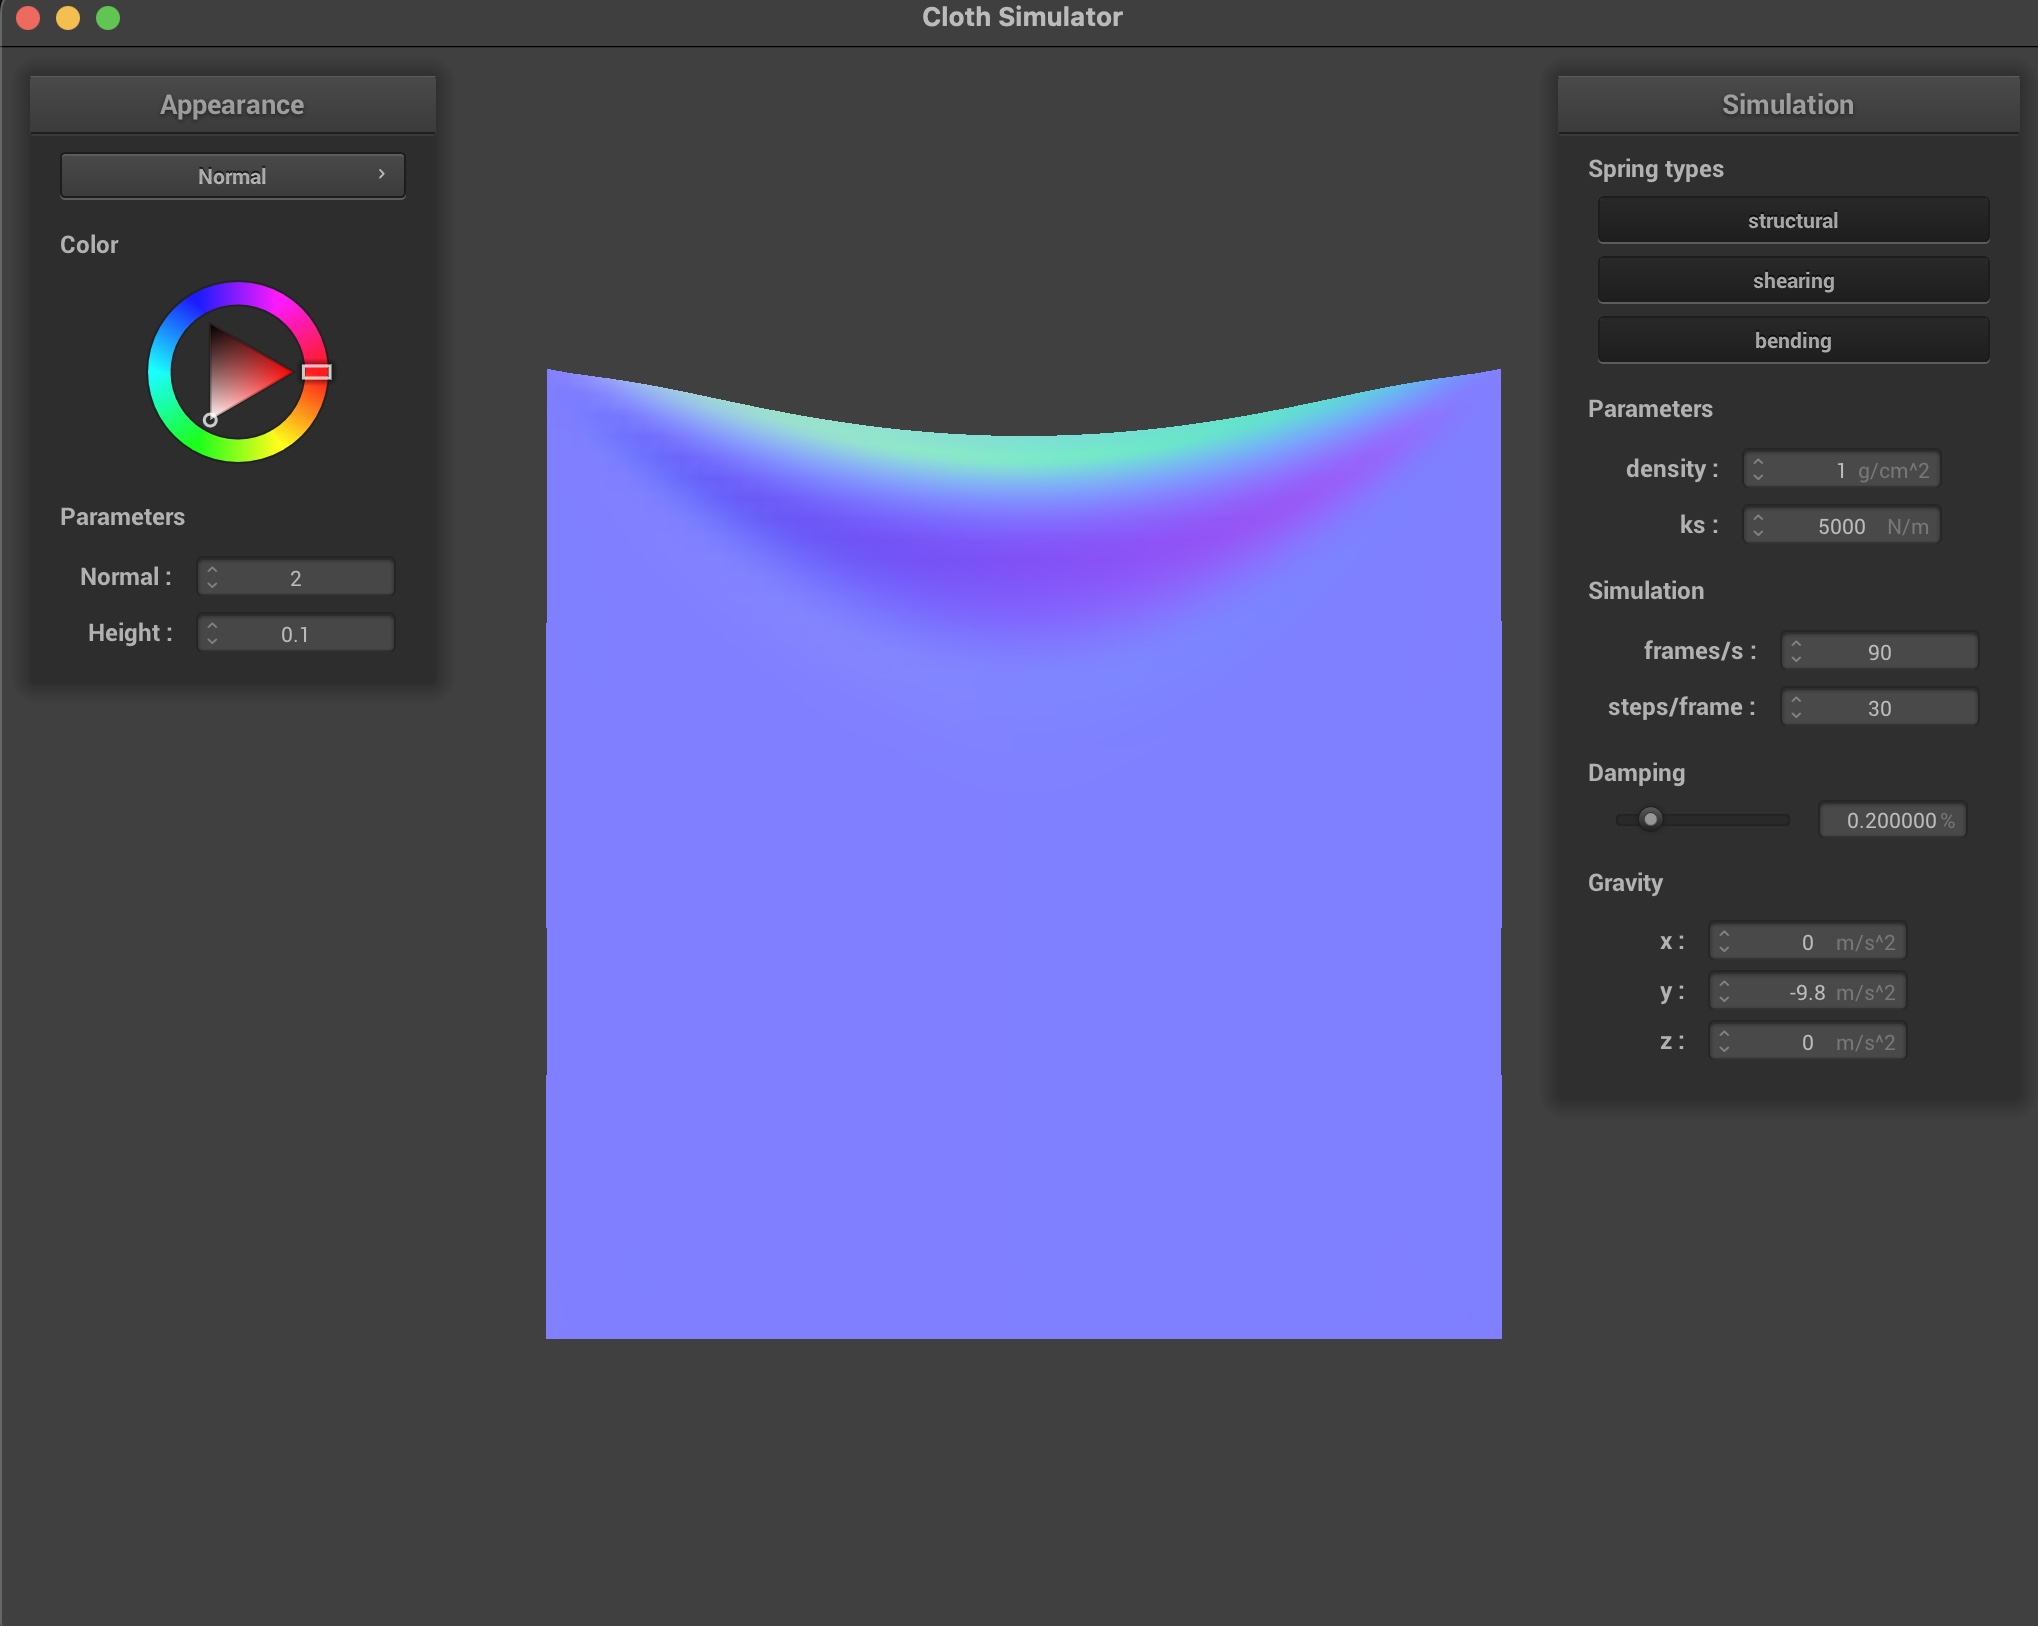 Cloth Simulator
Appearance
Normal
Color
Parameters
Normal : 2
Height : 0.1
Simulation
Spring types
structural
shearing
bending
Parameters
density : 1 g/cm^2
ks : 5000 N/m
Simulation
frames/s : 90
steps/frame : 30
Damping
0.200000 %
Gravity
x : 0 m/s^2
y : -9.8 m/s^2
z : 0 m/s^2